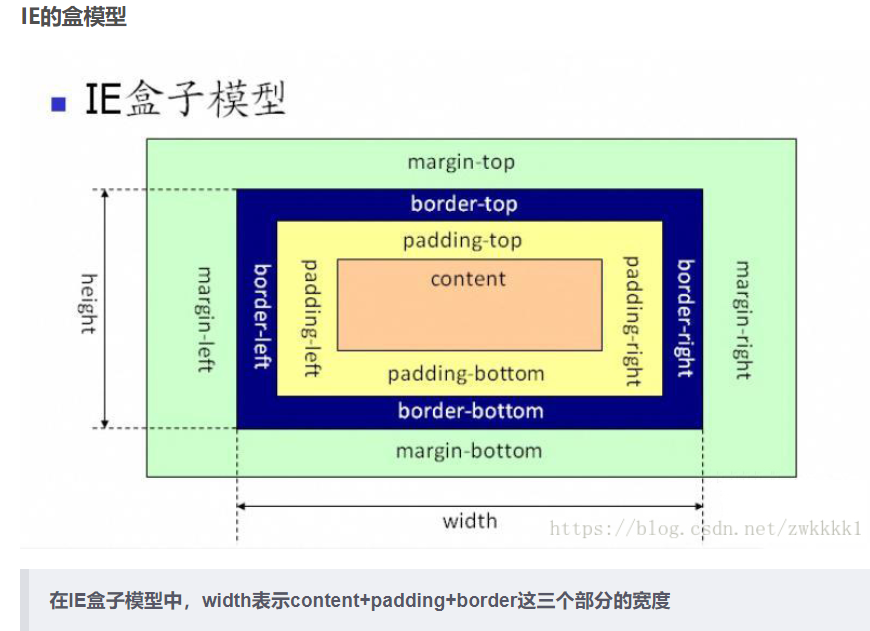 IE的盒模型
■ IE盒子模型
margin-top
border-top
padding-top
content
height
margin-left
border-left
padding-left
padding-right
border-right
margin-right
padding-bottom
border-bottom
margin-bottom
width
https://blog.csdn.net/zwkkkk1
在IE盒子模型中，width表示content+padding+border这三个部分的宽度